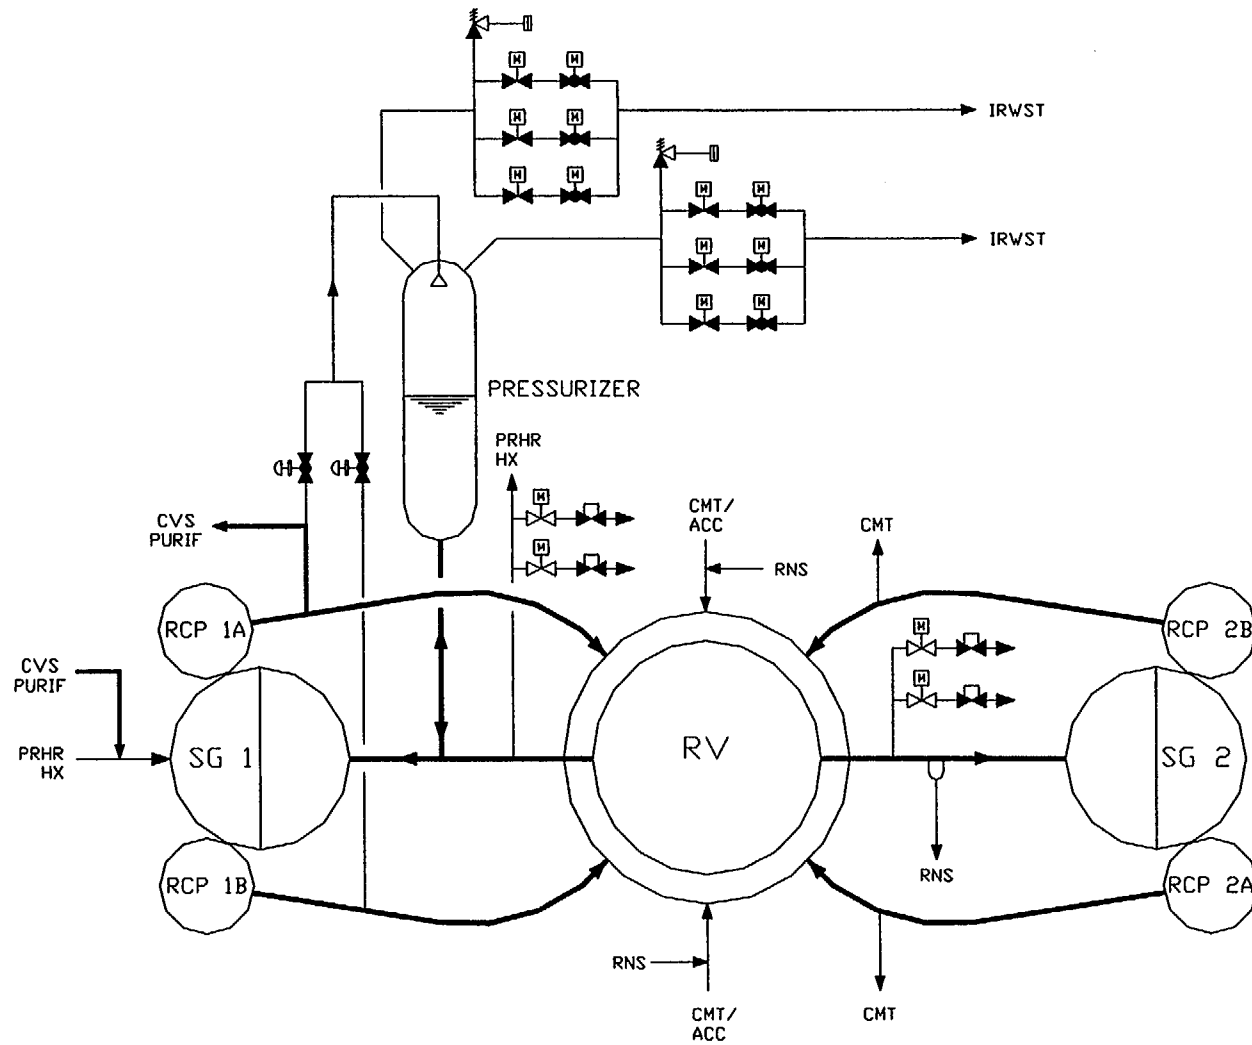 M
M
IRWST
M
M
M
IRWST
M
M
PRESSURIZER
PRHR
HX
M
CVS
PURIF
CMT/
ACC
CMT
M
RNS
RCP 1A
RCP 2B
M
CVS
PURIF
M
SG 1
RV
SG 2
PRHR
HX
RCP 1B
RNS
RCP 2A
RNS
CMT/
ACC
CMT